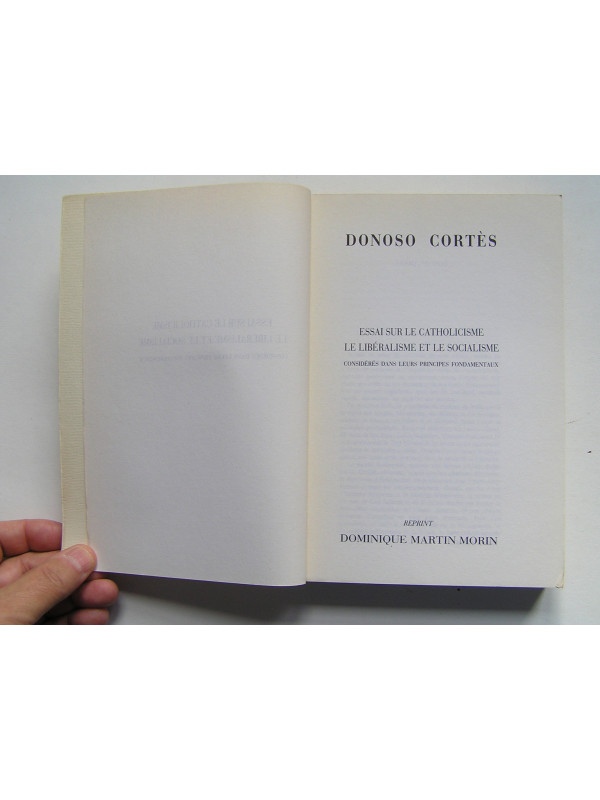 DONOSO CORTÈS
ESSAI SUR LE CATHOLICISME
LE LIBÉRALISME ET LE SOCIALISME
CONSIDÉRÉS DANS LEURS PRINCIPES FONDAMENTAUX
REPRINT
DOMINIQUE MARTIN MORIN